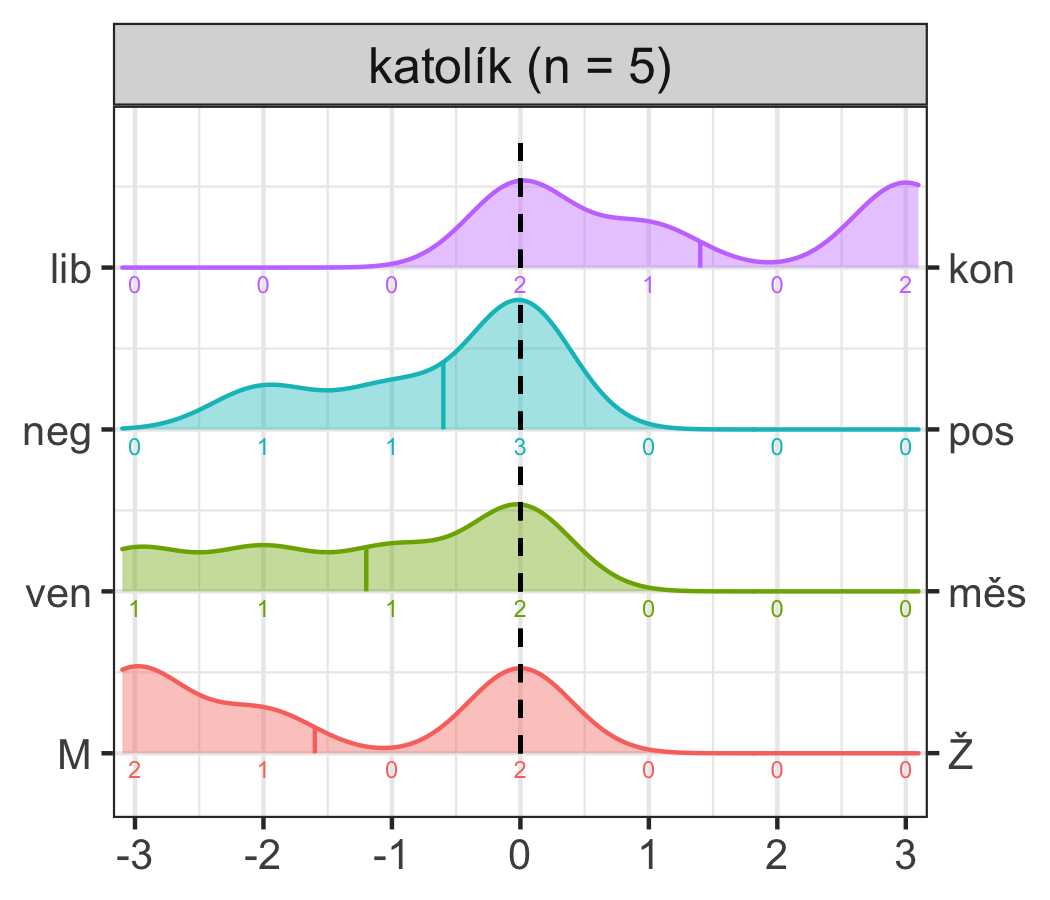 katolík (n = 5)
lib kon
0 0 0 2 1 0 2
neg pos
0 1 1 3 0 0 0
ven měs
1 1 1 2 0 0 0
M Ž
2 1 0 2 0 0 0
-3 -2 -1 0 1 2 3